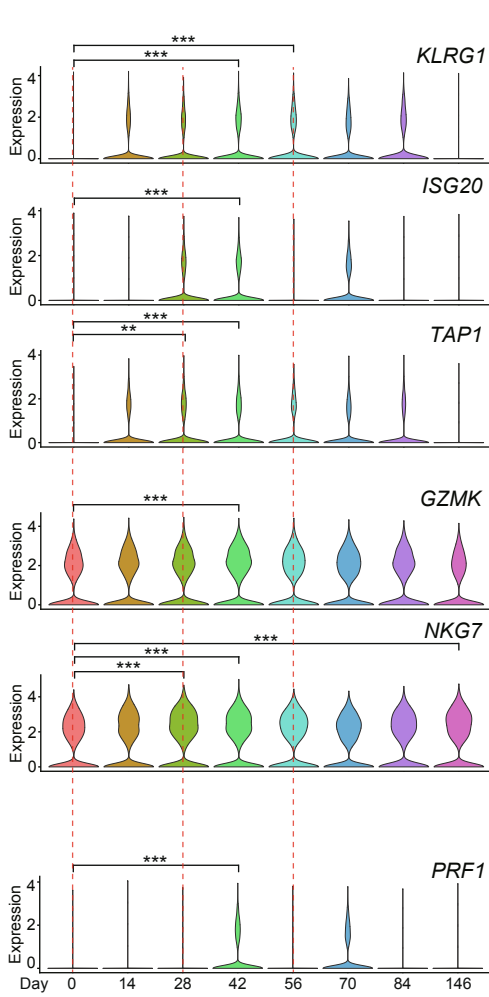 ***
***
KLRG1
Expression
4
2
0
***
ISG20
Expression
4
2
0
***
**
TAP1
Expression
4
2
0
***
GZMK
Expression
4
2
0
NKG7
***
***
***
Expression
4
2
0
***
PRF1
Expression
4
2
0
Day 0 14 28 42 56 70 84 146